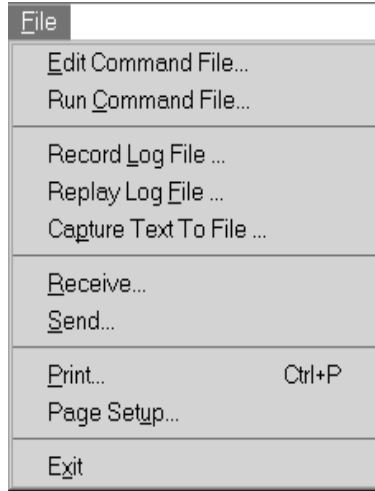 File
Edit Command File...
Run Command File...
Record Log File ...
Replay Log File ...
Capture Text To File ...
Receive...
Send...
Print... Ctrl+P
Page Setup...
Exit